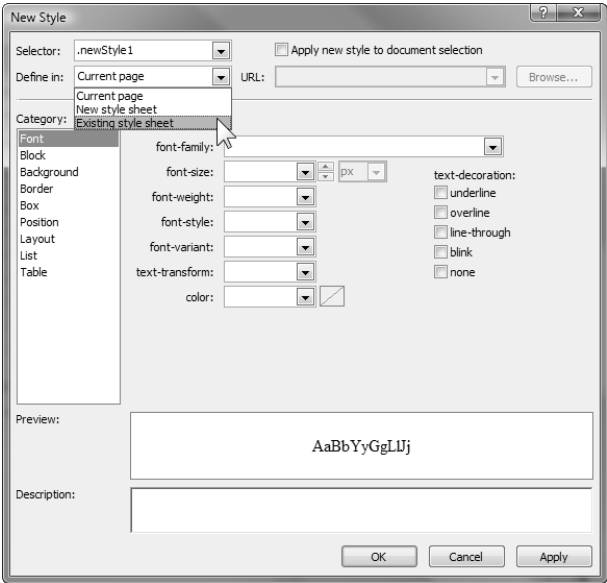 New Style
Selector: .newStyle1 Apply new style to document selection
Define in: Current page URL: Browse...
Current page
New style sheet
Existing style sheet
Category:
Font
Block
Background
Border
Box
Position
Layout
List
Table
font-family:
font-size: px
font-weight:
font-style:
font-variant:
text-transform:
color:
text-decoration:
underline
overline
line-through
blink
none
Preview:
AaBbYyGgLlJj
Description:
OK Cancel Apply